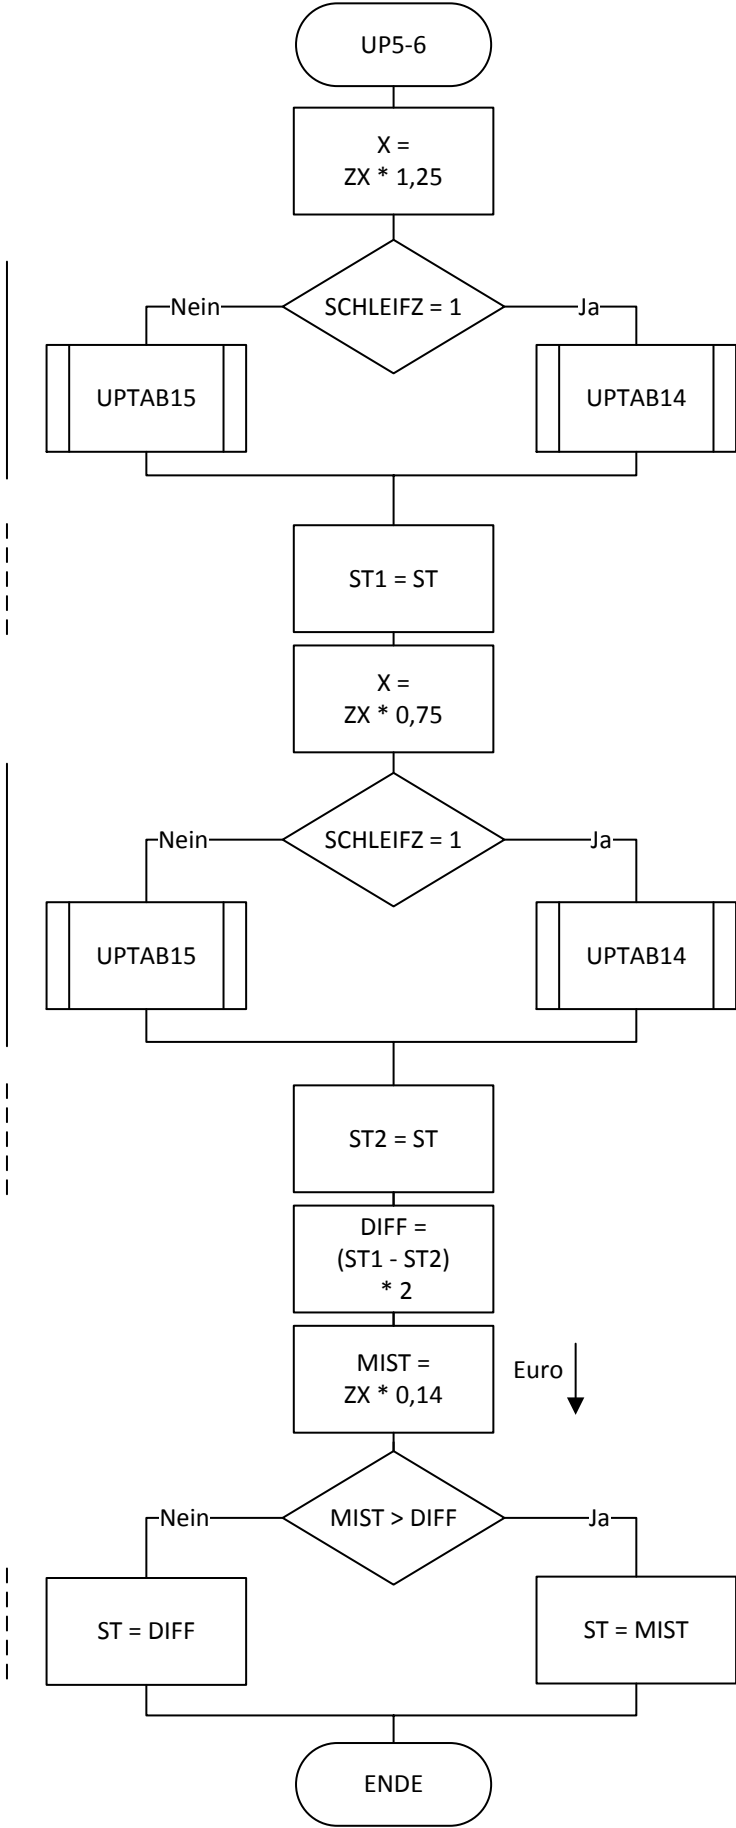 UP5-6
X =
ZX * 1,25
Nein
SCHLEIFZ = 1
Ja
UPTAB15
UPTAB14
ST1 = ST
X =
ZX * 0,75
Nein
SCHLEIFZ = 1
Ja
UPTAB15
UPTAB14
ST2 = ST
DIFF =
(ST1 - ST2)
* 2
MIST =
ZX * 0,14
Euro
Nein
MIST > DIFF
Ja
ST = DIFF
ST = MIST
ENDE